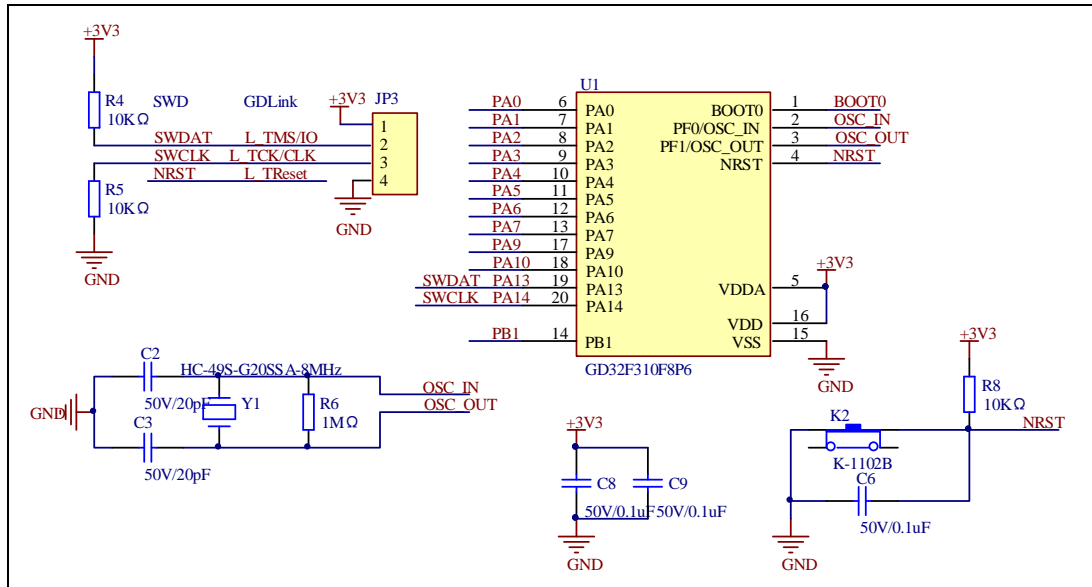 +3V3
R4
10KΩ
SWD GDLink
+3V3
JP3
1
SWDAT L_TMS/IO 2
SWCLK L_TCK/CLK 3
NRST L_TReset 4
R5
10KΩ
GND
GND
U1
PA0 6 PA0 BOOT0 1 BOOT0
PA1 7 PA1 PF0/OSC_IN 2 OSC_IN
PA2 8 PA2 PF1/OSC_OUT 3 OSC_OUT
PA3 9 PA3 NRST 4 NRST
PA4 10 PA4
PA5 11 PA5
PA6 12 PA6
PA7 13 PA7
PA9 17 PA9
PA10 18 PA10
+3V3
SWDAT PA13 19 PA13 VDDA 5
SWCLK PA14 20 PA14
VDD 16
PB1 14 PB1 VSS 15
GD32F310F8P6
GND
C2
HC-49S-G20SSA-8MHz
50V/20pF
Y1
R6
1MΩ
OSC_IN
OSC_OUT
GND
C3
50V/20pF
+3V3
C8
C9
50V/0.1uF
50V/0.1uF
GND
+3V3
R8
10KΩ
K2
NRST
K-1102B
C6
50V/0.1uF
GND